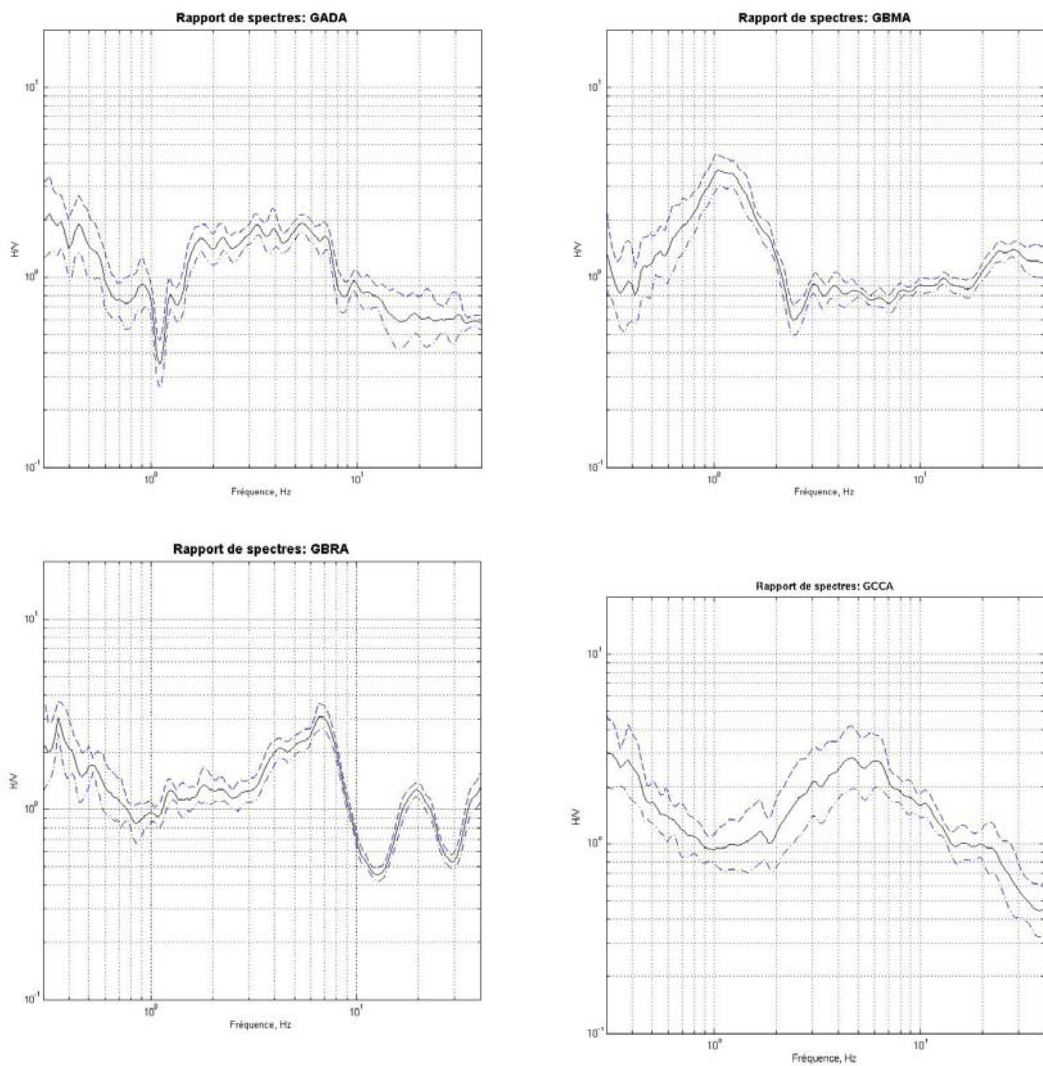 Rapport de spectres: GADA
10¹
H/V
10⁰
10⁻¹
10⁰
10¹
Fréquence, Hz
Rapport de spectres: GBMA
10¹
H/V
10⁰
10⁻¹
10⁰
10¹
Fréquence, Hz
Rapport de spectres: GBRA
10¹
H/V
10⁰
10⁻¹
10⁰
10¹
Fréquence, Hz
Rapport de spectres: GCCA
10¹
H/V
10⁰
10⁻¹
10⁰
10¹
Fréquence, Hz